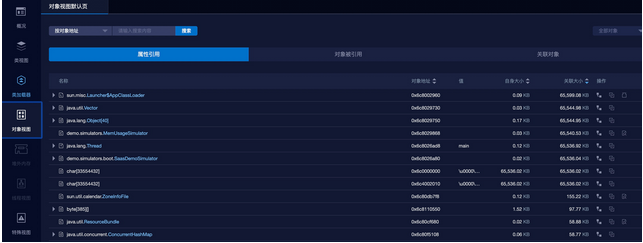 概况
类视图
类加载器
对象视图
特殊视图
对象视图默认页
按对象地址 请输入搜索内容 搜索 全部对象
属性引用 对象被引用 关联对象
名称 对象地址 值 自身大小 关联大小 操作
sun.misc.Launcher$AppClassLoader 0x6c8002960 0.09 KB 65,599.08 KB
java.util.Vector 0x6c8029730 0.03 KB 65,544.98 KB
java.lang.Object[40] 0x6c8029750 0.17 KB 65,544.95 KB
demo.simulators.MemUsageSimulator 0x6c8029868 0.03 KB 65,540.53 KB
java.lang.Thread 0x6c8026ad8 main 0.12 KB 65,536.92 KB
demo.simulators.boot.SaasDemoSimulator 0x6c8026a80 0.02 KB 65,536.04 KB
char[33554432] 0x6c0000000 \u0000\... 65,536.02 KB 65,536.02 KB
char[33554432] 0x6c4002010 \u0000\... 65,536.02 KB 65,536.02 KB
sun.util.calendar.ZoneInfoFile 0x6c80db7f8 0.12 KB 155.22 KB
byte[385][] 0x6c8110550 1.52 KB 97.77 KB
java.util.ResourceBundle 0x6c80cf680 0.02 KB 58.86 KB
java.util.concurrent.ConcurrentHashMap 0x6c80f5108 0.06 KB 58.77 KB